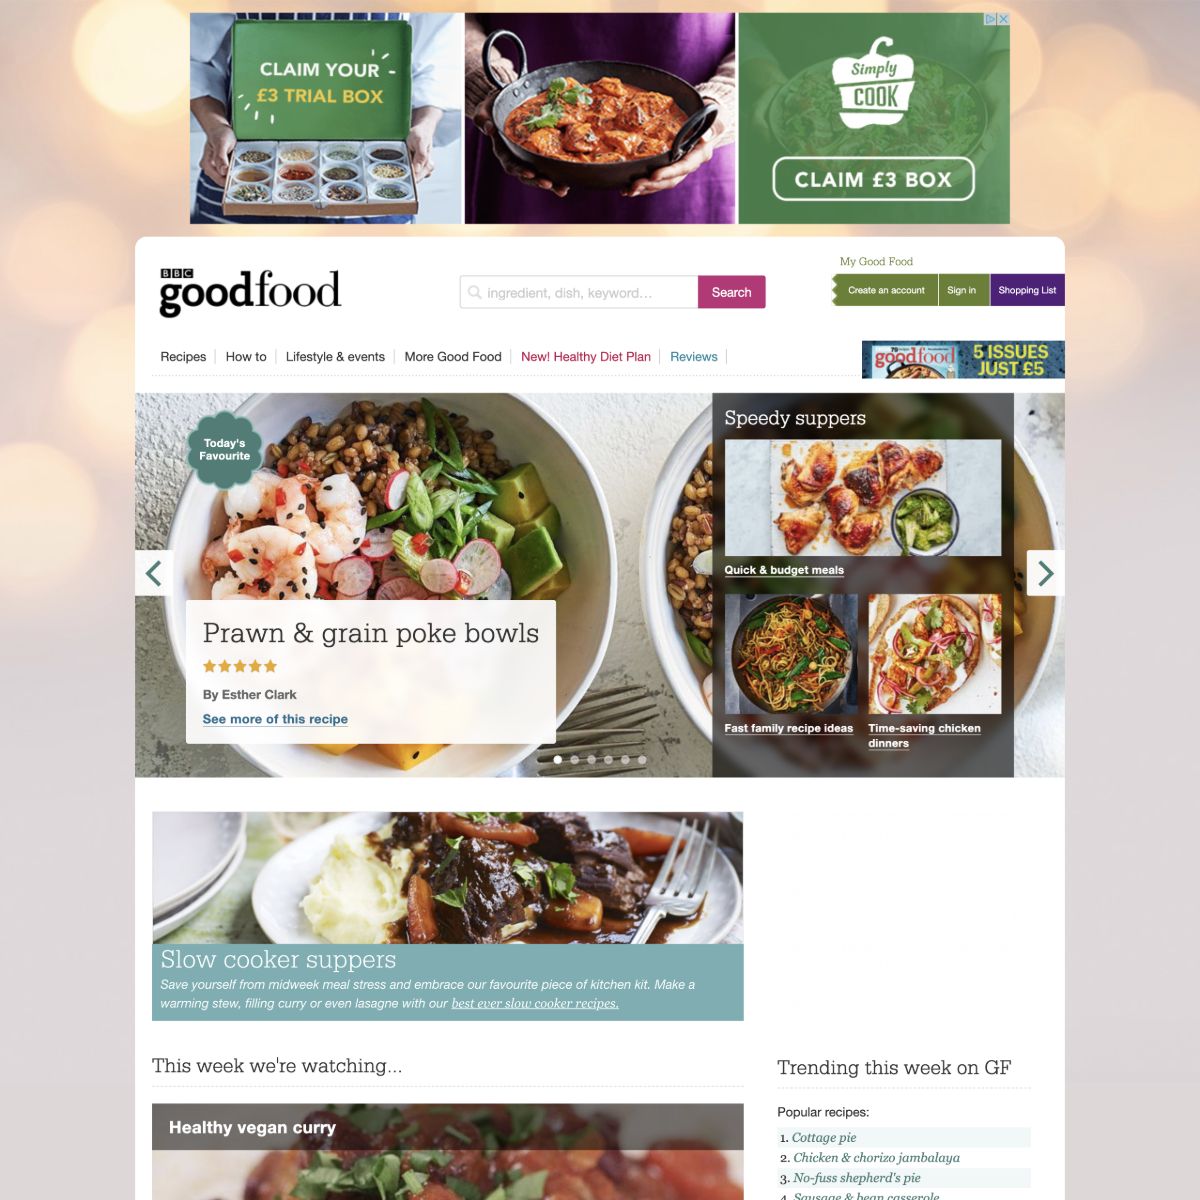 CLAIM YOUR
£3 TRIAL BOX
Simply
COOK
CLAIM £3 BOX
My Good Food
BBC
goodfood
ingredient, dish, keyword...
Search
Create an account
Sign in
Shopping List
Recipes
How to
Lifestyle & events
More Good Food
New! Healthy Diet Plan
Reviews
goodfood
5 ISSUES
JUST £5
Today's
Favourite
Prawn & grain poke bowls
By Esther Clark
See more of this recipe
Speedy suppers
Quick & budget meals
Fast family recipe ideas
Time-saving chicken
dinners
Slow cooker suppers
Save yourself from midweek meal stress and embrace our favourite piece of kitchen kit. Make a
warming stew, filling curry or even lasagne with our best ever slow cooker recipes.
This week we're watching...
Healthy vegan curry
Trending this week on GF
Popular recipes:
1. Cottage pie
2. Chicken & chorizo jambalaya
3. No-fuss shepherd's pie
4. Sausage & bean casserole